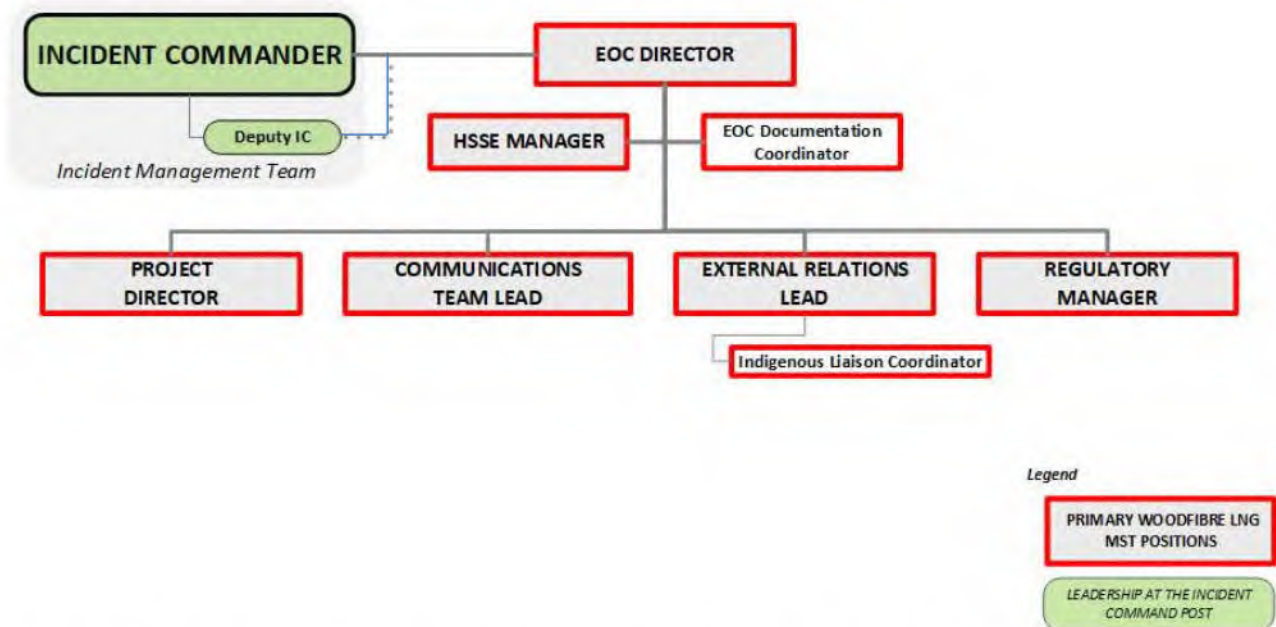 INCIDENT COMMANDER
EOC DIRECTOR
Deputy IC
HSSE MANAGER
EOC Documentation
Coordinator
Incident Management Team
PROJECT
DIRECTOR
COMMUNICATIONS
TEAM LEAD
EXTERNAL RELATIONS
LEAD
REGULATORY
MANAGER
Indigenous Liaison Coordinator
Legend
PRIMARY WOODFIBRE LNG
MST POSITIONS
LEADERSHIP AT THE INCIDENT
COMMAND POST